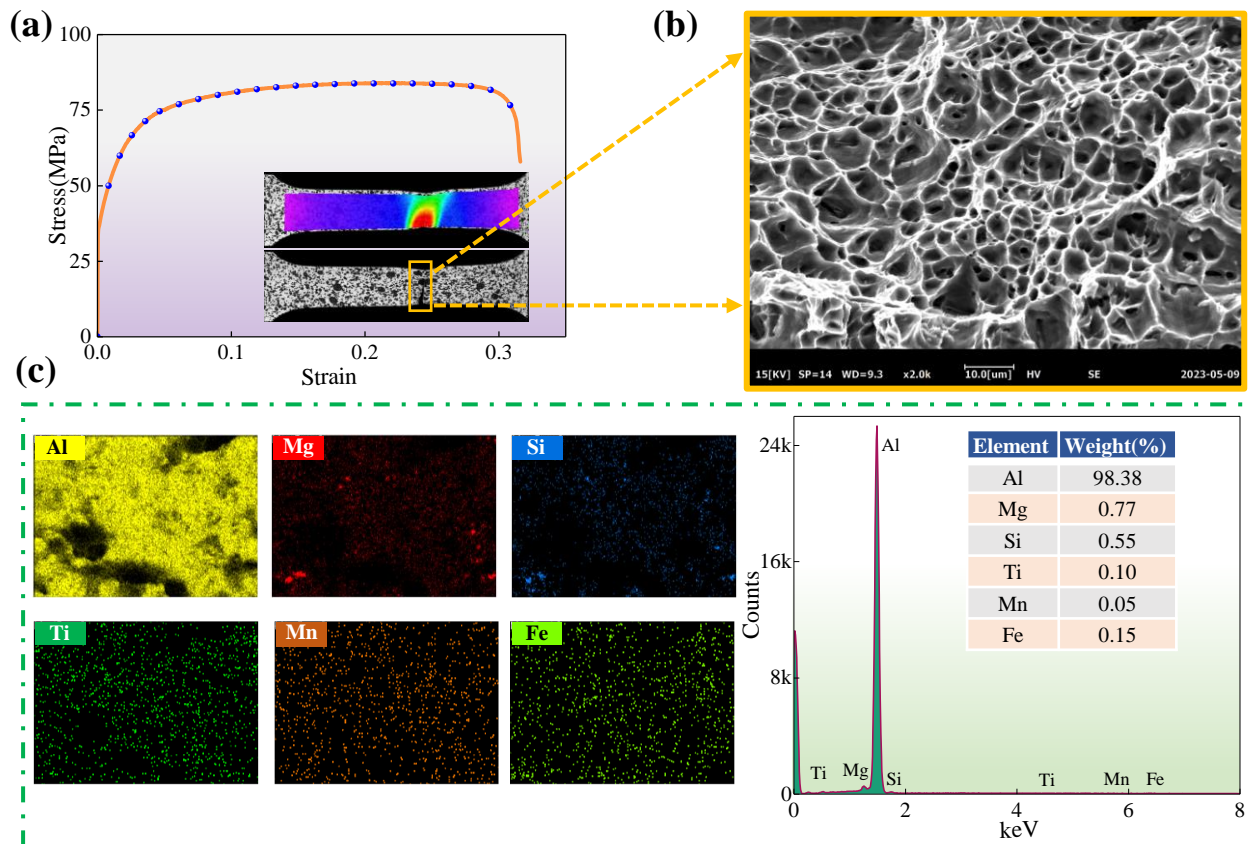 (a)
100
75
50
25
0
Stress(MPa)
0.0 0.1 0.2 0.3
Strain
(b)
15[KV] SP=14 WD=9.3 x2.0k 10.0[um] HV SE 2023-05-09
(c)
Al Mg Si
Ti Mn Fe
24k
16k
8k
0
Counts
Al
Ti Mg Si Ti Mn Fe
0 2 4 6 8
keV
Element Weight(%)
Al 98.38
Mg 0.77
Si 0.55
Ti 0.10
Mn 0.05
Fe 0.15